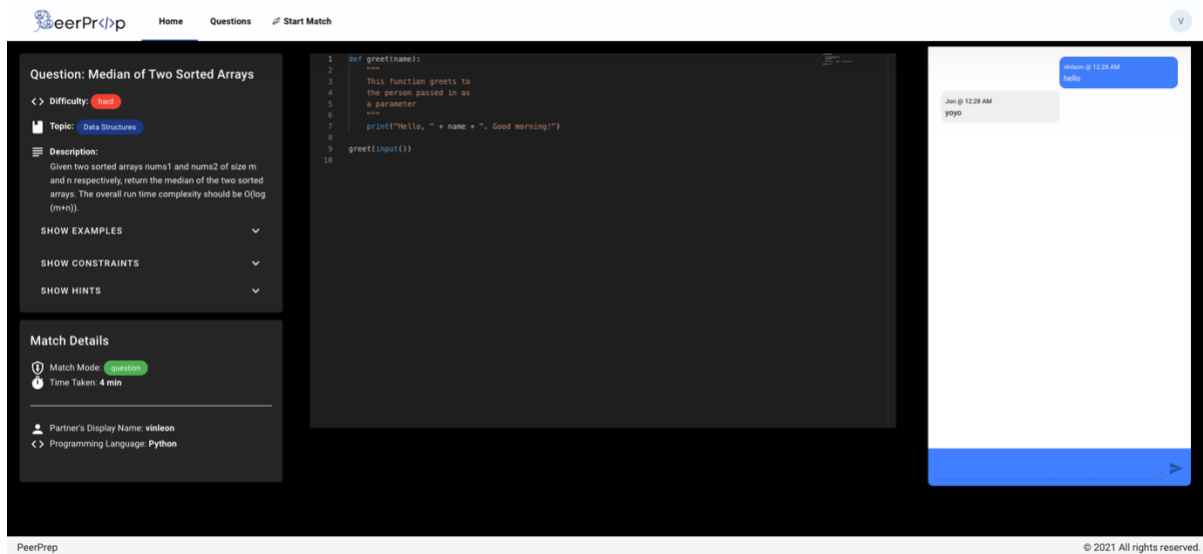 PeerPr</>p
Home
Questions
Start Match
V
Question: Median of Two Sorted Arrays
Difficulty: hard
Topic: Data Structures
Description:
Given two sorted arrays nums1 and nums2 of size m
and n respectively, return the median of the two sorted
arrays. The overall run time complexity should be O(log
(m+n)).
SHOW EXAMPLES
SHOW CONSTRAINTS
SHOW HINTS
Match Details
Match Mode: question
Time Taken: 4 min
Partner's Display Name: vinleon
Programming Language: Python
1 def greet(name):
2 """
3 This function greets to
4 the person passed in as
5 a parameter
6 """
7 print("Hello, " + name + ". Good morning!")
8
9 greet(input())
10
vinleon @ 12:28 AM
hello
Jon @ 12:28 AM
yoyo
PeerPrep
© 2021 All rights reserved.